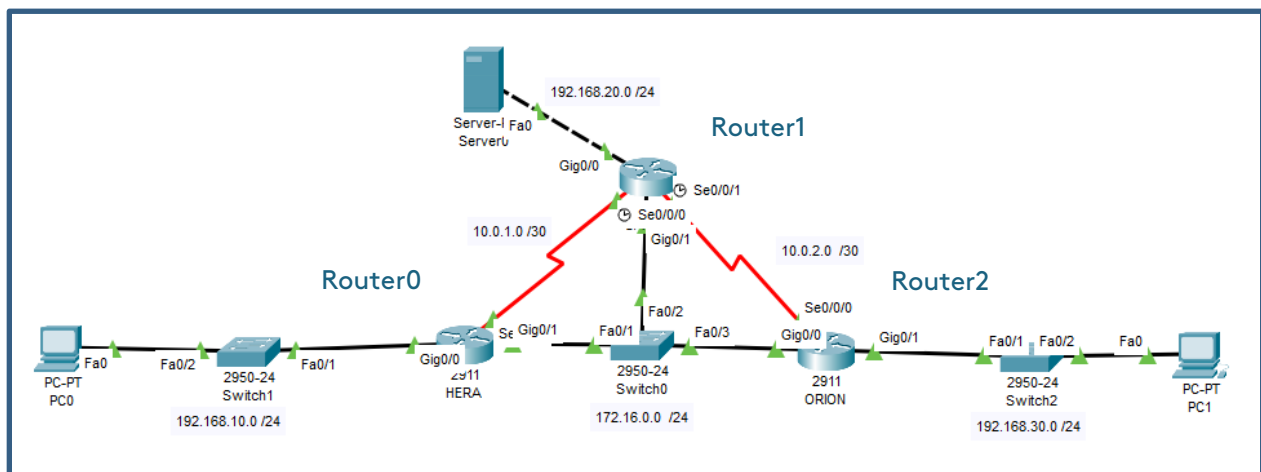 192.168.20.0 /24
Fa0
Router1
Gig0/0
Se0/0/1
Se0/0/0
Gig0/1
10.0.1.0 /30
10.0.2.0 /30
Router0
Router2
Se0/0/0
Fa0/2
Gig0/1
Fa0/1
Fa0/3
Gig0/0
Gig0/1
Fa0/1
Fa0/2
Fa0
Fa0
Fa0/2
Fa0/1
Gig0/0
PC-PT
PC0
2950-24
Switch1
HERA
2950-24
Switch0
2911
ORION
2950-24
Switch2
PC-PT
PC1
192.168.10.0 /24
172.16.0.0 /24
192.168.30.0 /24